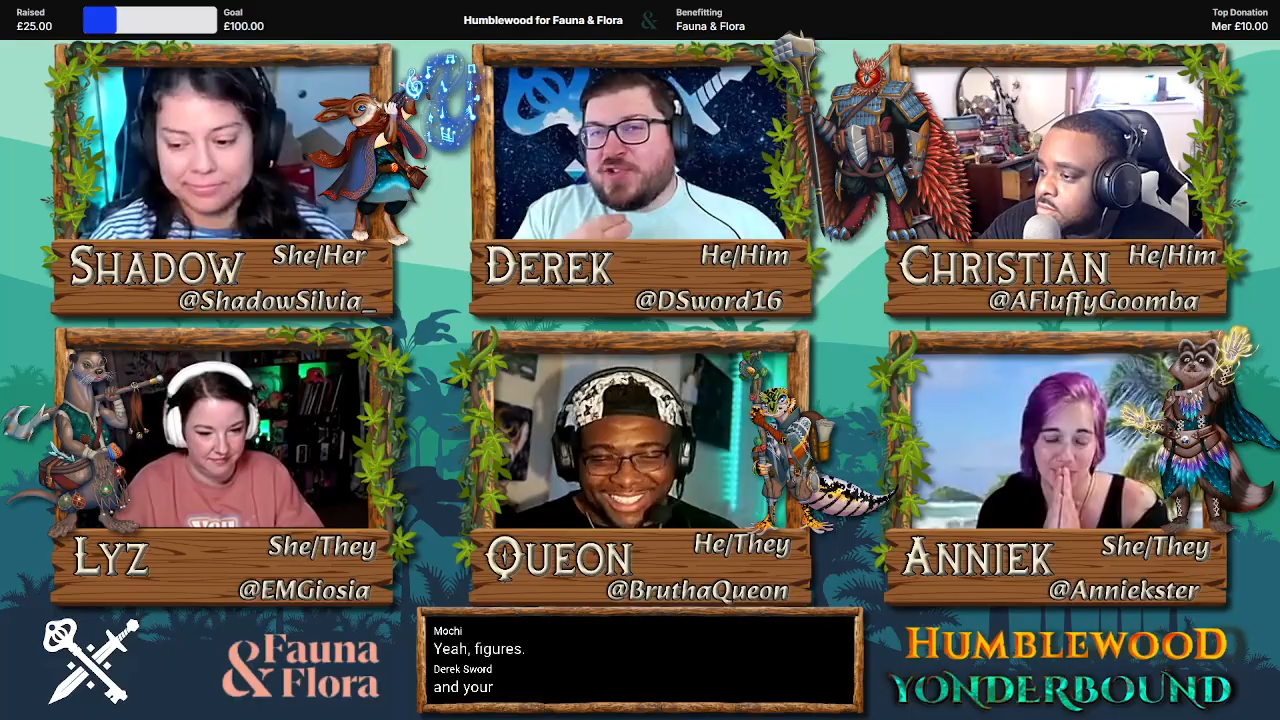 Raised
£25.00
Goal
£100.00
Humblewood for Fauna & Flora
&
Benefitting
Fauna & Flora
Top Donation
Mer £10.00
SHADOW
She/Her
@ShadowSilvia_
DEREK
He/Him
@DSword16
CHRISTIAN
He/Him
@AFluffyGoomba
LYZ
She/They
@EMGiosia
QUEON
He/They
@BruthaQueon
ANNIEK
She/They
@Anniekster
Fauna
& Flora
Mochi
Yeah, figures.
Derek Sword
and your
HUMBLEWOOD
YONDERBOUND